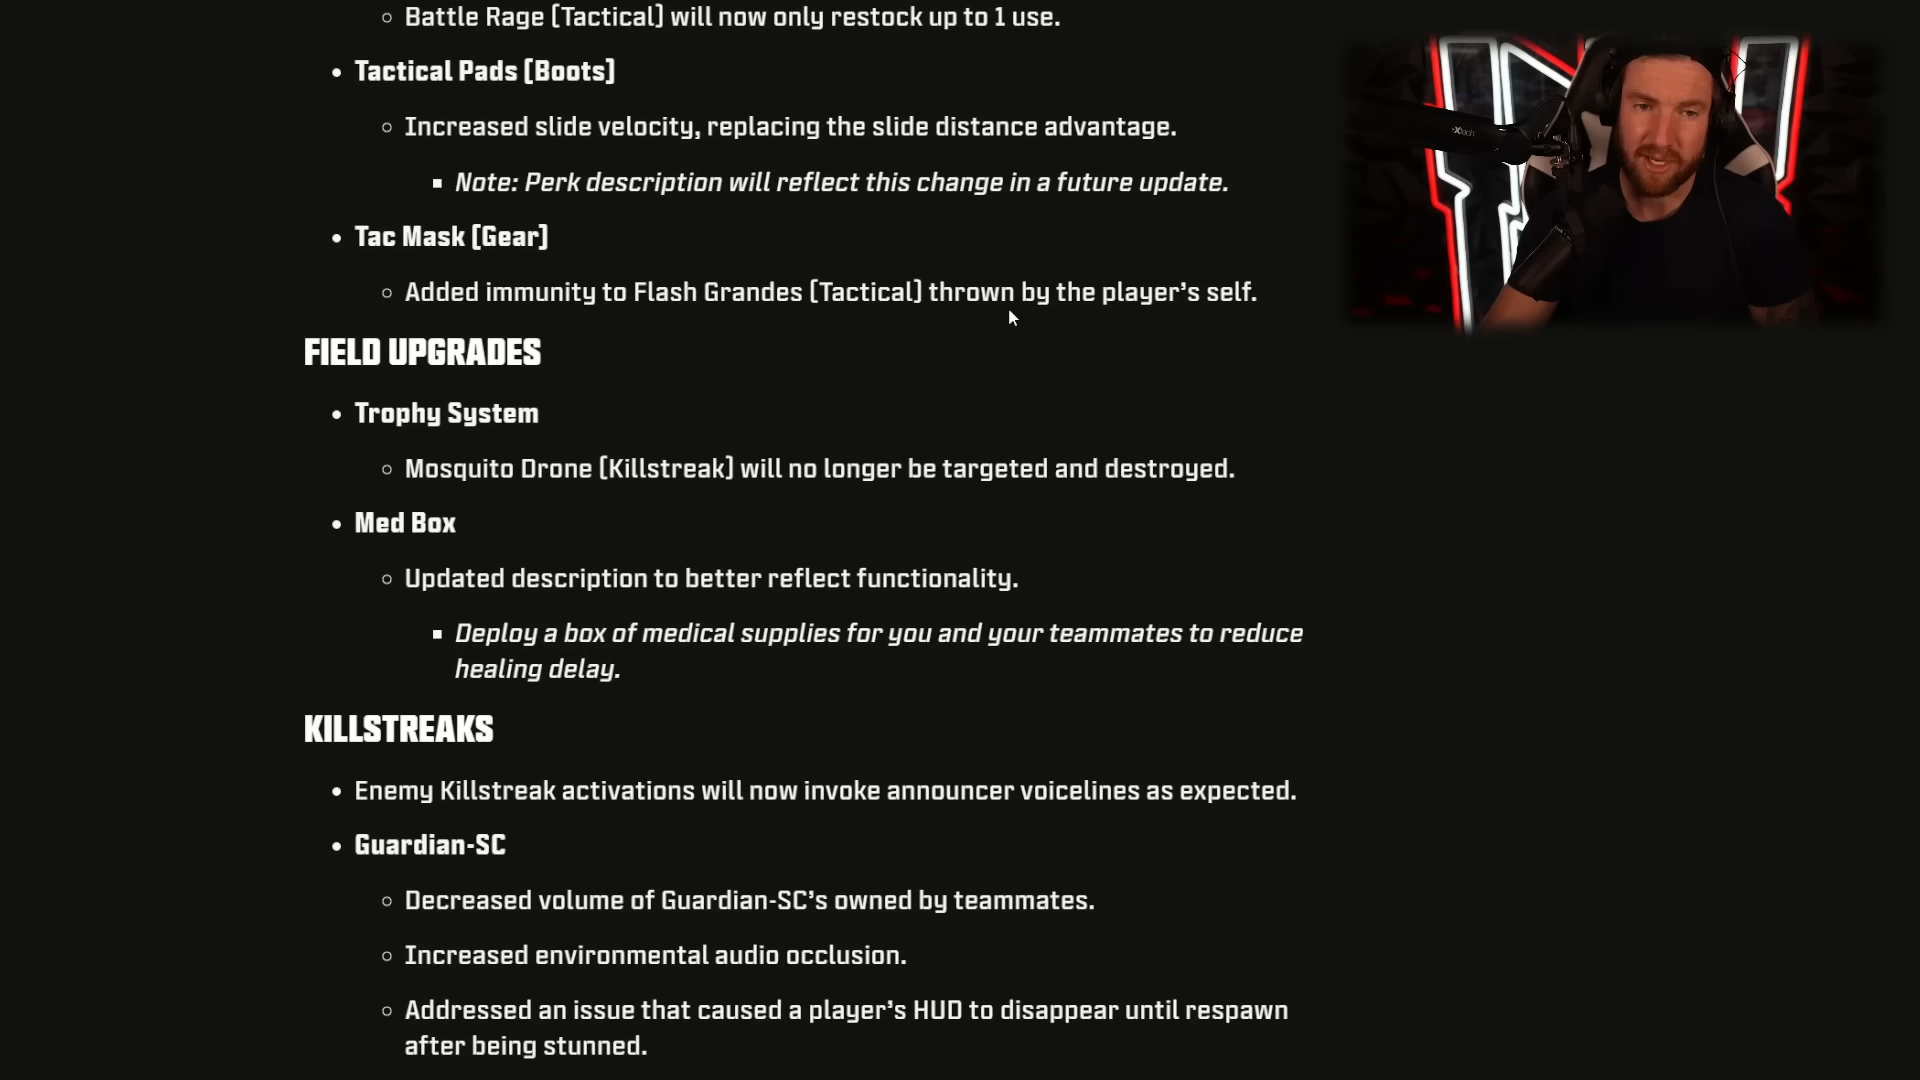 Battle Rage [Tactical] will now only restock up to 1 use.
Tactical Pads [Boots]
Increased slide velocity, replacing the slide distance advantage.
Note: Perk description will reflect this change in a future update.
Tac Mask [Gear]
Added immunity to Flash Grandes [Tactical] thrown by the player’s self.
FIELD UPGRADES
Trophy System
Mosquito Drone [Killstreak] will no longer be targeted and destroyed.
Med Box
Updated description to better reflect functionality.
Deploy a box of medical supplies for you and your teammates to reduce
healing delay.
KILLSTREAKS
Enemy Killstreak activations will now invoke announcer voicelines as expected.
Guardian-SC
Decreased volume of Guardian-SC’s owned by teammates.
Increased environmental audio occlusion.
Addressed an issue that caused a player’s HUD to disappear until respawn
after being stunned.